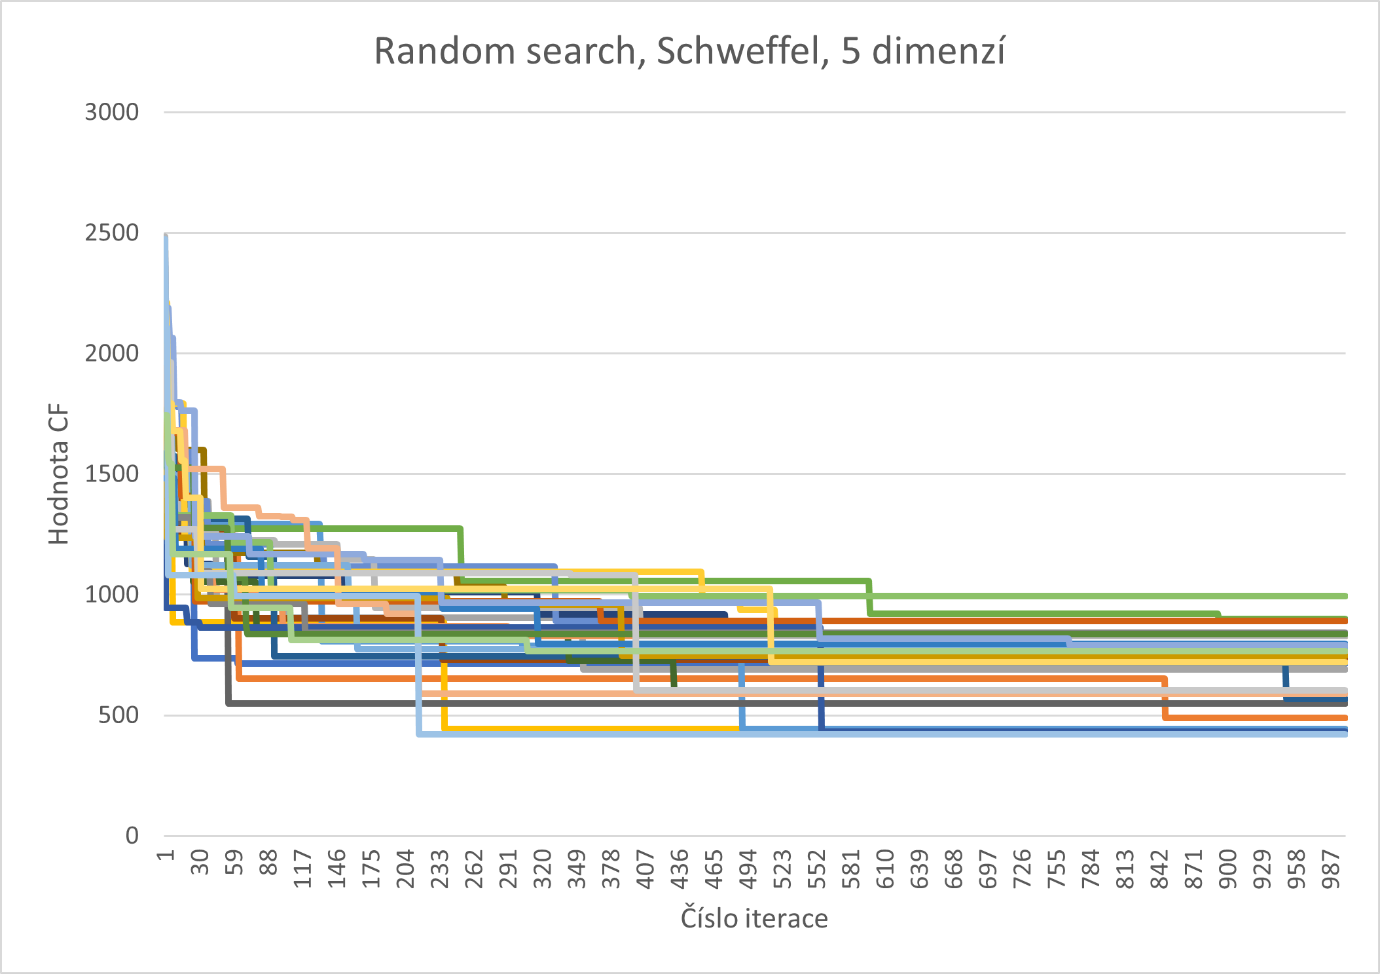 Random search, Schweffel, 5 dimenzí
3000
2500
2000
1500
1000
500
0
Hodnota CF
1 30 59 88 117 146 175 204 233 262 291 320 349 378 407 436 465 494 523 552 581 610 639 668 697 726 755 784 813 842 871 900 929 958 987
Číslo iterace